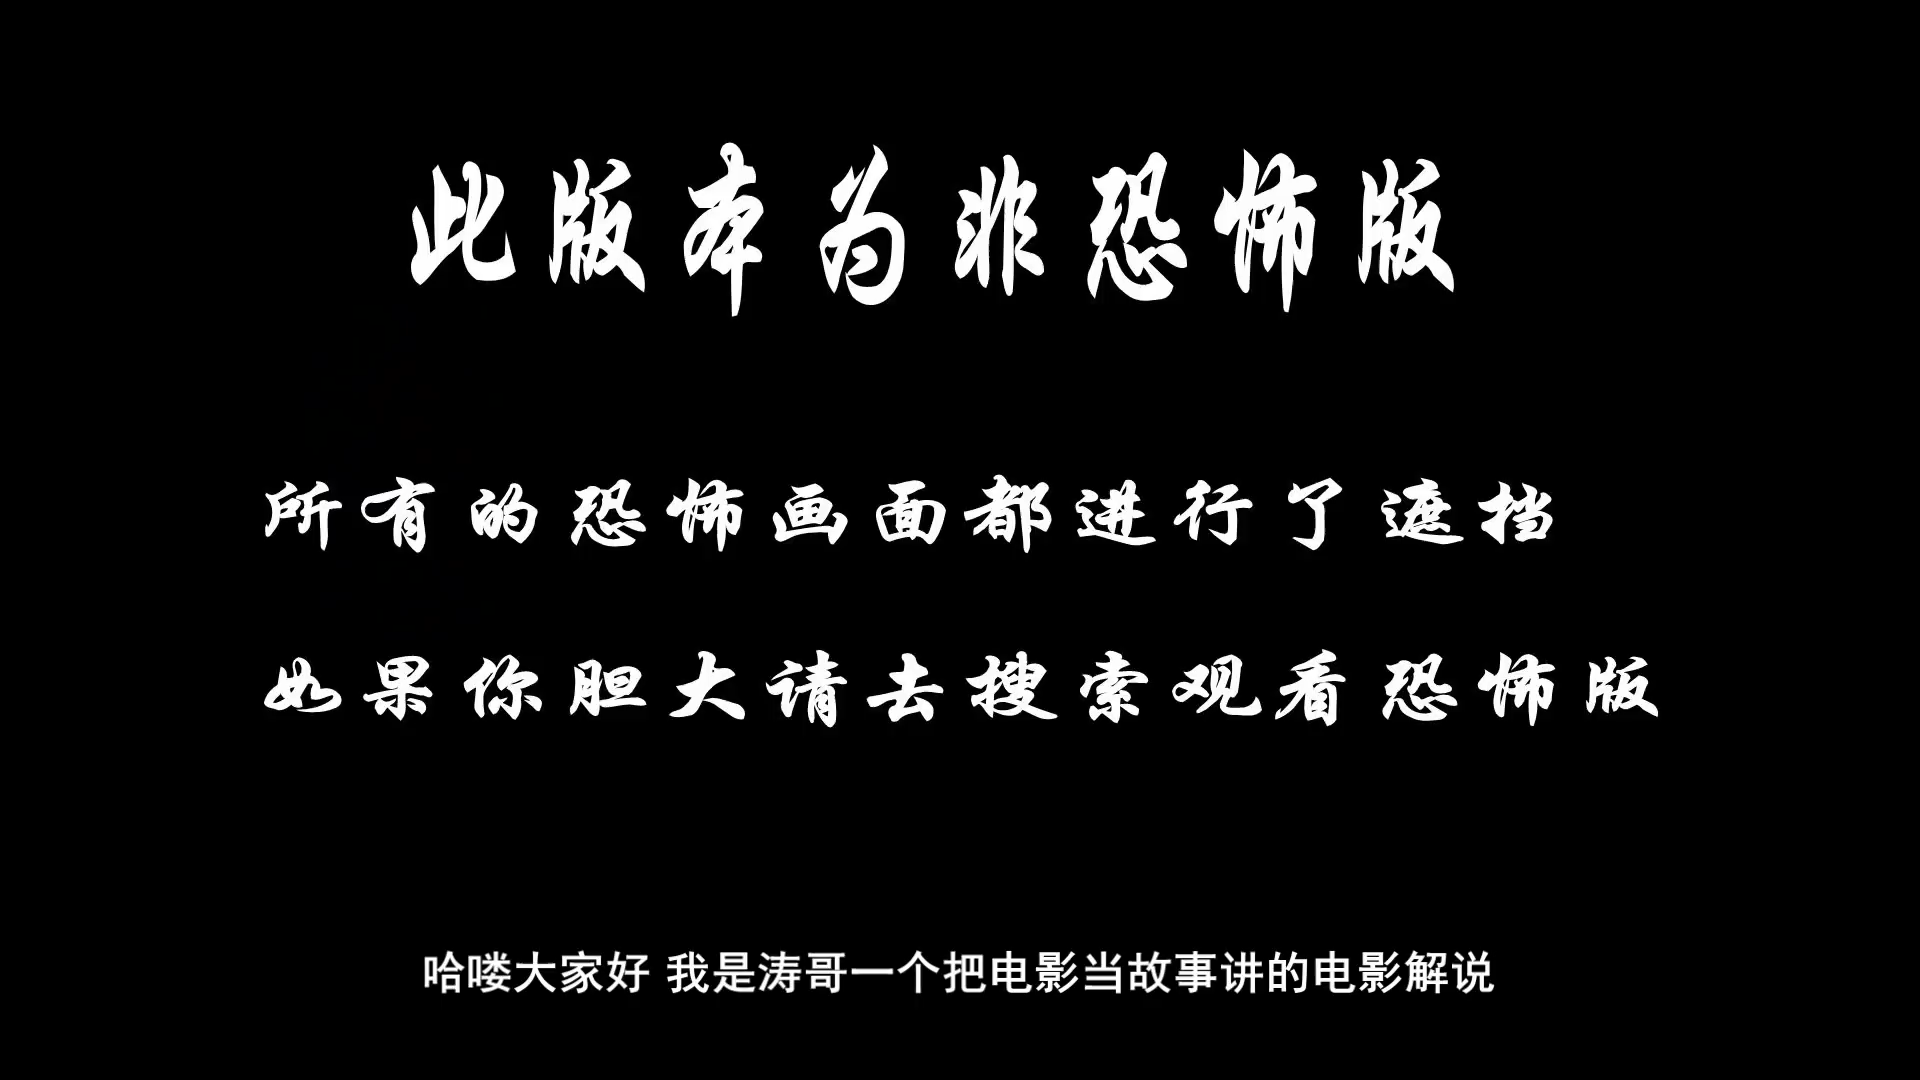 此版本为非恐怖版
所有的恐怖画面都进行了遮挡
如果你胆大请去搜索观看恐怖版
哈喽大家好 我是涛哥一个把电影当故事讲的电影解说